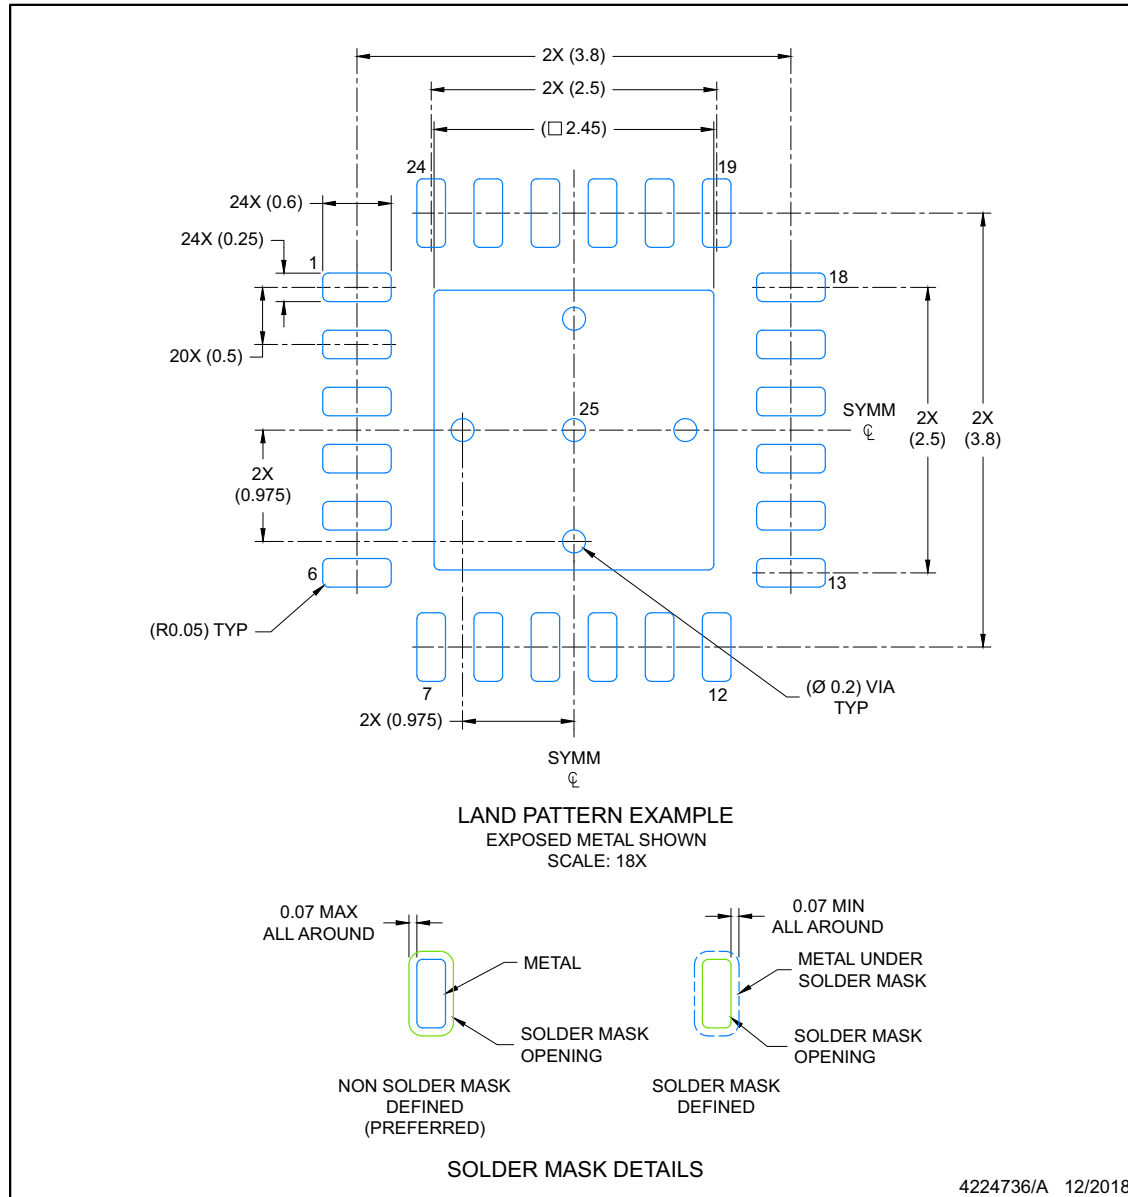 2X (3.8)
2X (2.5)
(□ 2.45)
24
19
24X (0.6)
24X (0.25)
1
18
20X (0.5)
25
SYMM
℄
2X
(2.5)
2X
(3.8)
2X
(0.975)
6
13
(R0.05) TYP
7
12
(Ø 0.2) VIA
TYP
2X (0.975)
SYMM
℄
LAND PATTERN EXAMPLE
EXPOSED METAL SHOWN
SCALE: 18X
0.07 MAX
ALL AROUND
METAL
SOLDER MASK
OPENING
NON SOLDER MASK
DEFINED
(PREFERRED)
0.07 MIN
ALL AROUND
METAL UNDER
SOLDER MASK
SOLDER MASK
OPENING
SOLDER MASK
DEFINED
SOLDER MASK DETAILS
4224736/A 12/2018